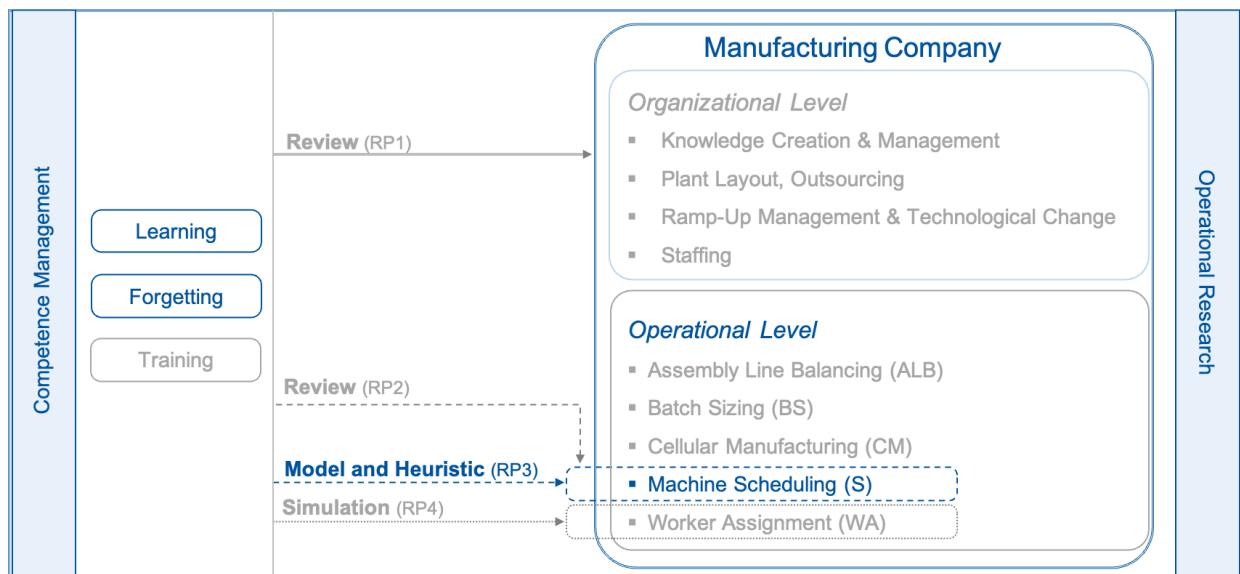 Competence Management
Learning
Forgetting
Training
Review (RP1)
Review (RP2)
Model and Heuristic (RP3)
Simulation (RP4)
Manufacturing Company
Organizational Level
▪ Knowledge Creation & Management
▪ Plant Layout, Outsourcing
▪ Ramp-Up Management & Technological Change
▪ Staffing
Operational Level
▪ Assembly Line Balancing (ALB)
▪ Batch Sizing (BS)
▪ Cellular Manufacturing (CM)
▪ Machine Scheduling (S)
▪ Worker Assignment (WA)
Operational Research